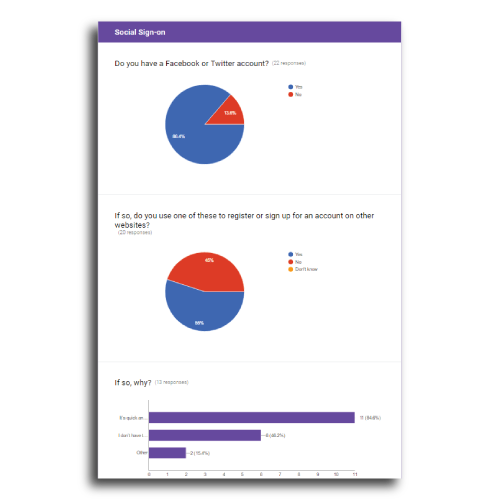 Social Sign-on
Do you have a Facebook or Twitter account? (22 responses)
Yes
No
13.6%
86.4%
If so, do you use one of these to register or sign up for an account on other
websites?
(20 responses)
Yes
No
Don't know
45%
55%
If so, why? (13 responses)
It's quick an... 11 (84.6%)
I don't have t... 6 (46.2%)
Other 2 (15.4%)
0 1 2 3 4 5 6 7 8 9 10 11